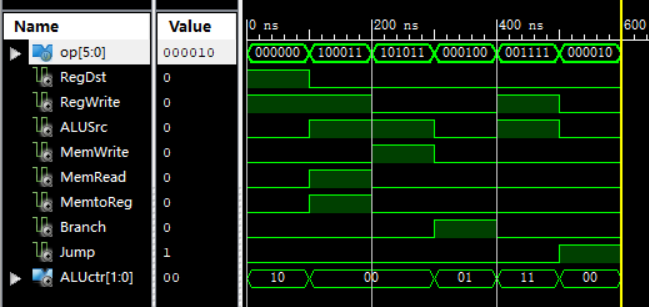 Name Value 0 ns 200 ns 400 ns 600
op[5:0] 000010 000000 100011 101011 000100 001111 000010
RegDst 0
RegWrite 0
ALUSrc 0
MemWrite 0
MemRead 0
MemtoReg 0
Branch 0
Jump 1
ALUctr[1:0] 00 10 00 01 11 00